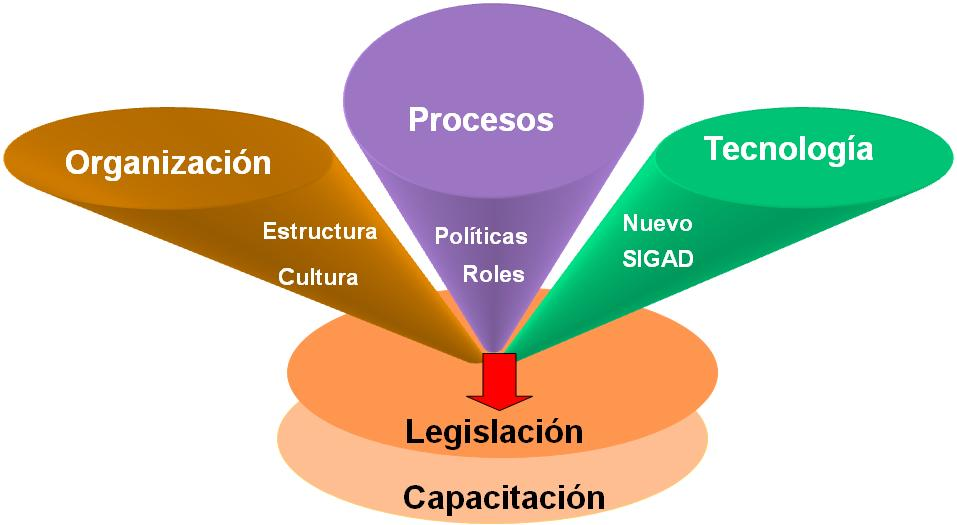 Organización
Estructura
Cultura
Procesos
Políticas
Roles
Tecnología
Nuevo
SIGAD
Legislación
Capacitación